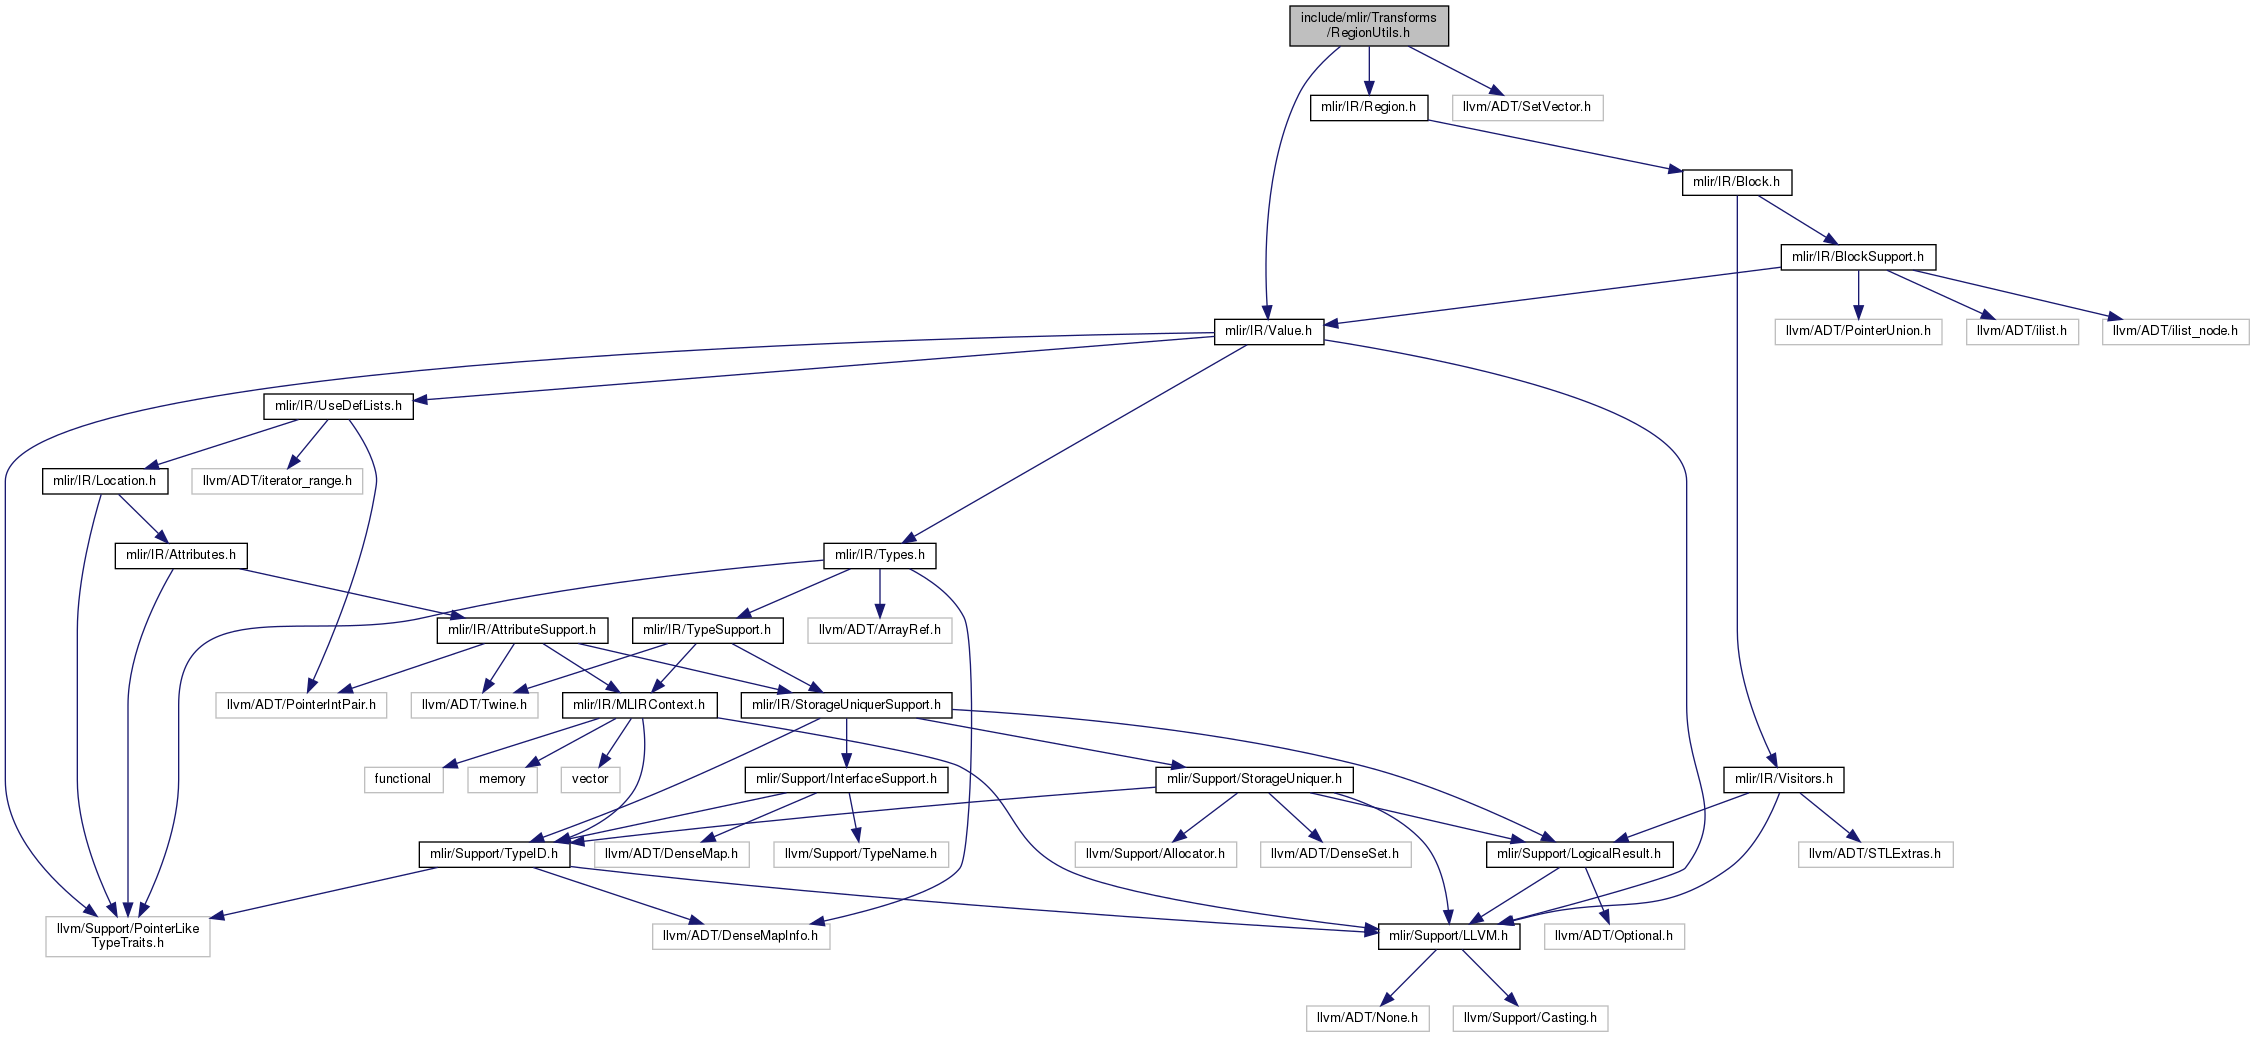 include/mlir/Transforms
/RegionUtils.h
mlir/IR/Region.h
llvm/ADT/SetVector.h
mlir/IR/Block.h
mlir/IR/BlockSupport.h
mlir/IR/Value.h
llvm/ADT/PointerUnion.h
llvm/ADT/ilist.h
llvm/ADT/ilist_node.h
mlir/IR/UseDefLists.h
mlir/IR/Location.h
llvm/ADT/iterator_range.h
mlir/IR/Attributes.h
mlir/IR/Types.h
mlir/IR/AttributeSupport.h
mlir/IR/TypeSupport.h
llvm/ADT/ArrayRef.h
llvm/ADT/PointerIntPair.h
llvm/ADT/Twine.h
mlir/IR/MLIRContext.h
mlir/IR/StorageUniquerSupport.h
functional
memory
vector
mlir/Support/InterfaceSupport.h
mlir/Support/StorageUniquer.h
mlir/IR/Visitors.h
mlir/Support/TypeID.h
llvm/ADT/DenseMap.h
llvm/Support/TypeName.h
llvm/Support/Allocator.h
llvm/ADT/DenseSet.h
mlir/Support/LogicalResult.h
llvm/ADT/STLExtras.h
llvm/Support/PointerLike
TypeTraits.h
llvm/ADT/DenseMapInfo.h
mlir/Support/LLVM.h
llvm/ADT/Optional.h
llvm/ADT/None.h
llvm/Support/Casting.h